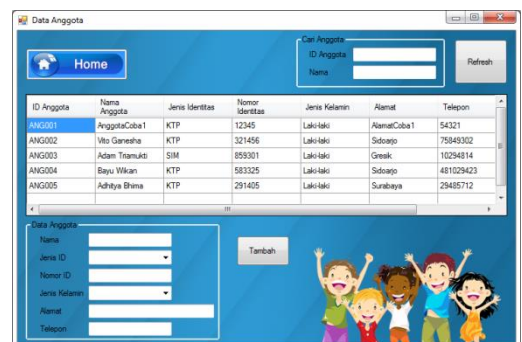 Data Anggota
Home
Cari Anggota
ID Anggota
Nama
Refresh
ID Anggota Nama Anggota Jenis Identitas Nomor Identitas Jenis Kelamin Alamat Telepon
ANG001 AnggotaCoba1 KTP 12345 Laki-laki AlamatCoba1 54321
ANG002 Vito Ganesha KTP 321456 Laki-laki Sidoarjo 75849302
ANG003 Adam Triamukti SIM 859301 Laki-laki Gresik 10294814
ANG004 Bayu Wikan KTP 583325 Laki-laki Sidoarjo 481029423
ANG005 Adhitya Bhima KTP 291405 Laki-laki Surabaya 29485712
Data Anggota
Nama
Jenis ID
Nomor ID
Jenis Kelamin
Alamat
Telepon
Tambah